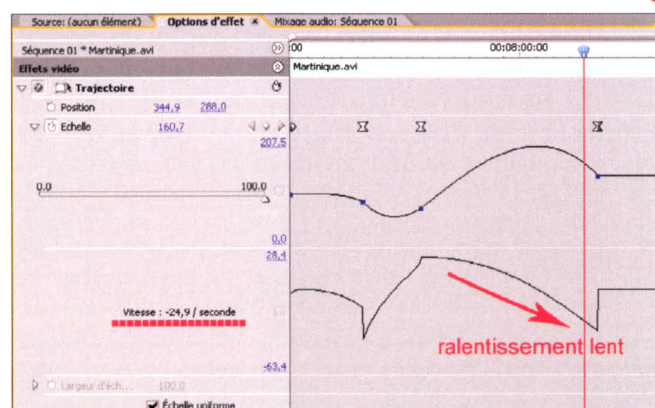 Source: (aucun élément) Options d'effet × Mixage audio: Séquence 01
Séquence 01 * Martinique.avi :00 00:08:00:00
Effets vidéo Martinique.avi
Trajectoire
Position 344,9 288,0
Echelle 160,7
207,5
0,0 100,0
0,0
28,4
Vitesse : -24,9 / seconde
ralentissement lent
-63,4
Largeur d'éch... 100,0
Échelle uniforme